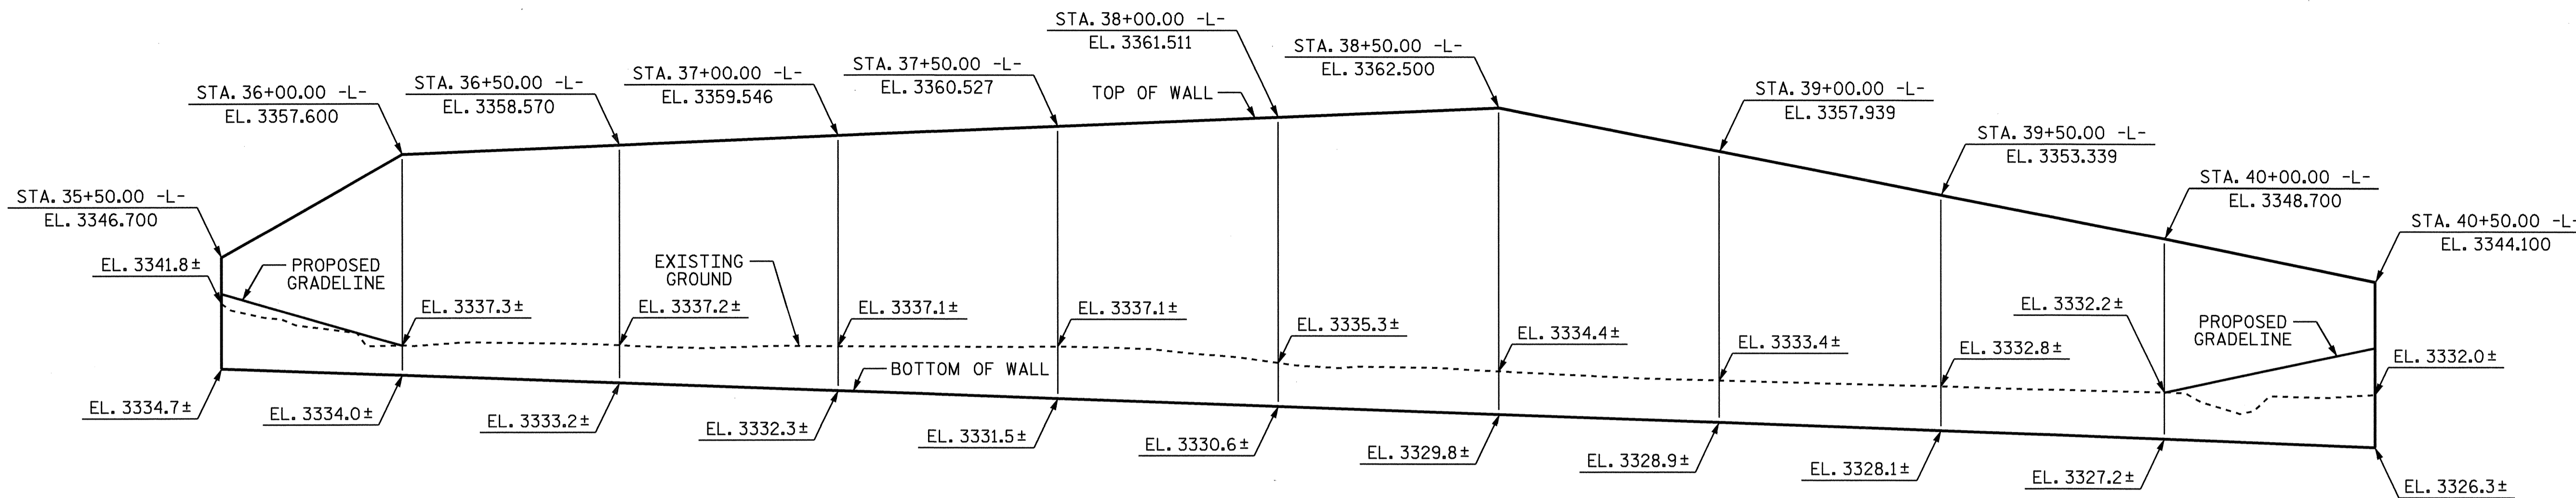 STA. 38+00.00 -L-
EL. 3361.511
STA. 38+50.00 -L-
EL. 3362.500
STA. 37+50.00 -L-
EL. 3360.527
STA. 37+00.00 -L-
EL. 3359.546
STA. 36+50.00 -L-
EL. 3358.570
STA. 36+00.00 -L-
EL. 3357.600
TOP OF WALL
STA. 39+00.00 -L-
EL. 3357.939
STA. 39+50.00 -L-
EL. 3353.339
STA. 40+00.00 -L-
EL. 3348.700
STA. 35+50.00 -L-
EL. 3346.700
STA. 40+50.00 -L-
EL. 3344.100
EL. 3341.8±
PROPOSED
GRADELINE
EXISTING
GROUND
EL. 3337.3±
EL. 3337.2±
EL. 3337.1±
EL. 3337.1±
EL. 3335.3±
EL. 3334.4±
EL. 3333.4±
EL. 3332.8±
EL. 3332.2±
PROPOSED
GRADELINE
EL. 3332.0±
BOTTOM OF WALL
EL. 3334.7±
EL. 3334.0±
EL. 3333.2±
EL. 3332.3±
EL. 3331.5±
EL. 3330.6±
EL. 3329.8±
EL. 3328.9±
EL. 3328.1±
EL. 3327.2±
EL. 3326.3±